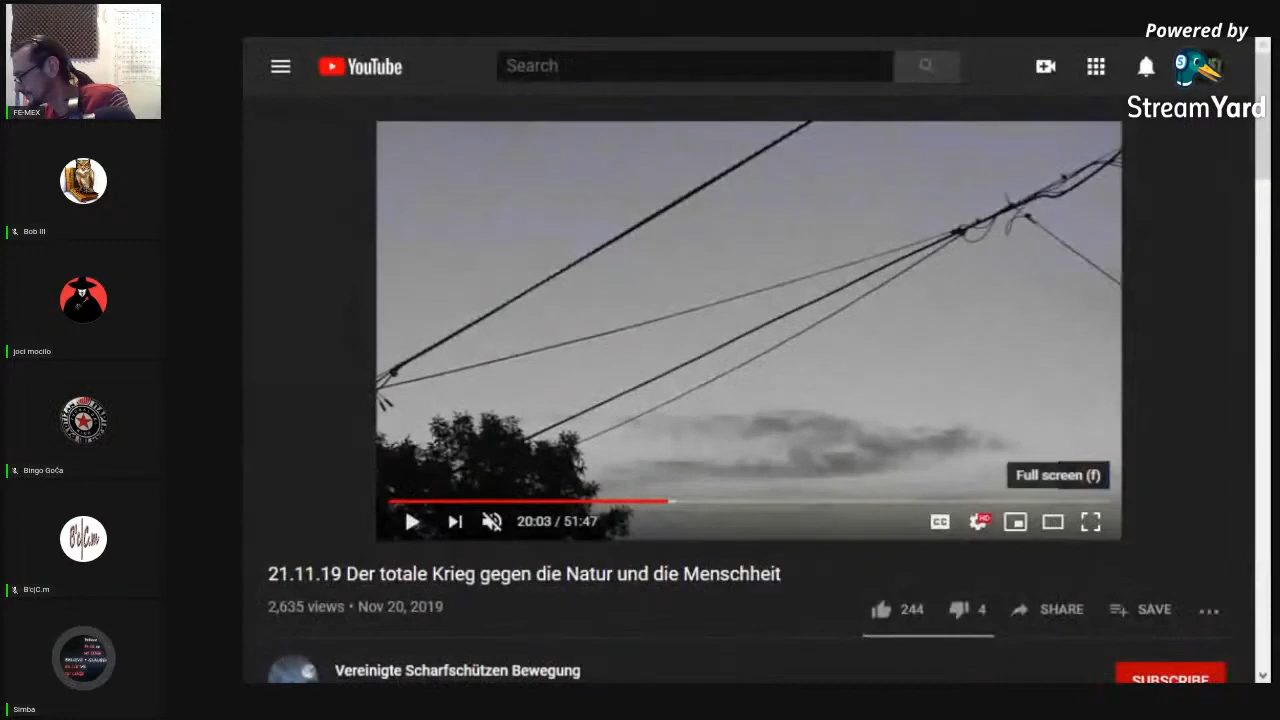 Powered by
StreamYard
YouTube
Search
FE-MEX
Bob III
joci mocilo
Bingo Goča
B'c|C.m
Simba
Full screen (f)
20:03 / 51:47
CC
HD
21.11.19 Der totale Krieg gegen die Natur und die Menschheit
2,635 views • Nov 20, 2019
244
4
SHARE
SAVE
Vereinigte Scharfschützen Bewegung
SUBSCRIBE